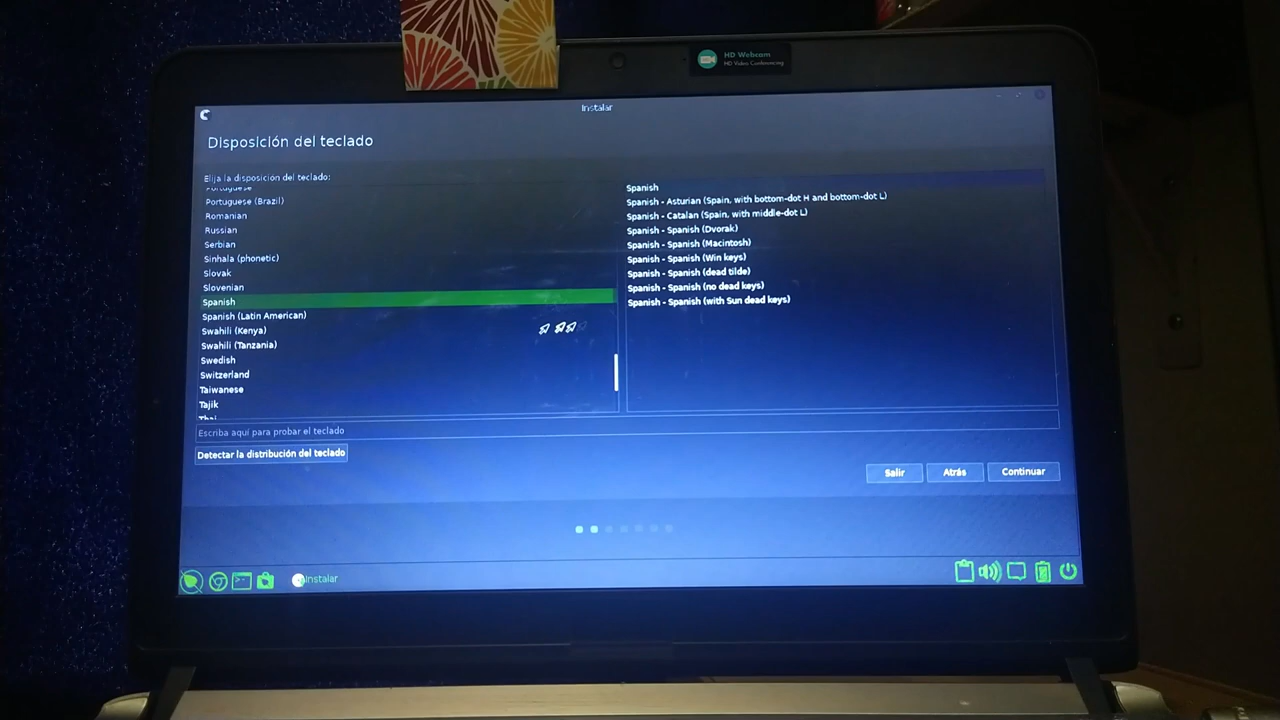 HD Webcam
HD Video Conferencing
Instalar
Disposición del teclado
Elija la disposición del teclado:
Portuguese
Portuguese (Brazil)
Romanian
Russian
Serbian
Sinhala (phonetic)
Slovak
Slovenian
Spanish
Spanish (Latin American)
Swahili (Kenya)
Swahili (Tanzania)
Swedish
Switzerland
Taiwanese
Tajik
Thai
Spanish
Spanish - Asturian (Spain, with bottom-dot H and bottom-dot L)
Spanish - Catalan (Spain, with middle-dot L)
Spanish - Spanish (Dvorak)
Spanish - Spanish (Macintosh)
Spanish - Spanish (Win keys)
Spanish - Spanish (dead tilde)
Spanish - Spanish (no dead keys)
Spanish - Spanish (with Sun dead keys)
Escriba aquí para probar el teclado
Detectar la distribución del teclado
Salir
Atrás
Continuar
Instalar